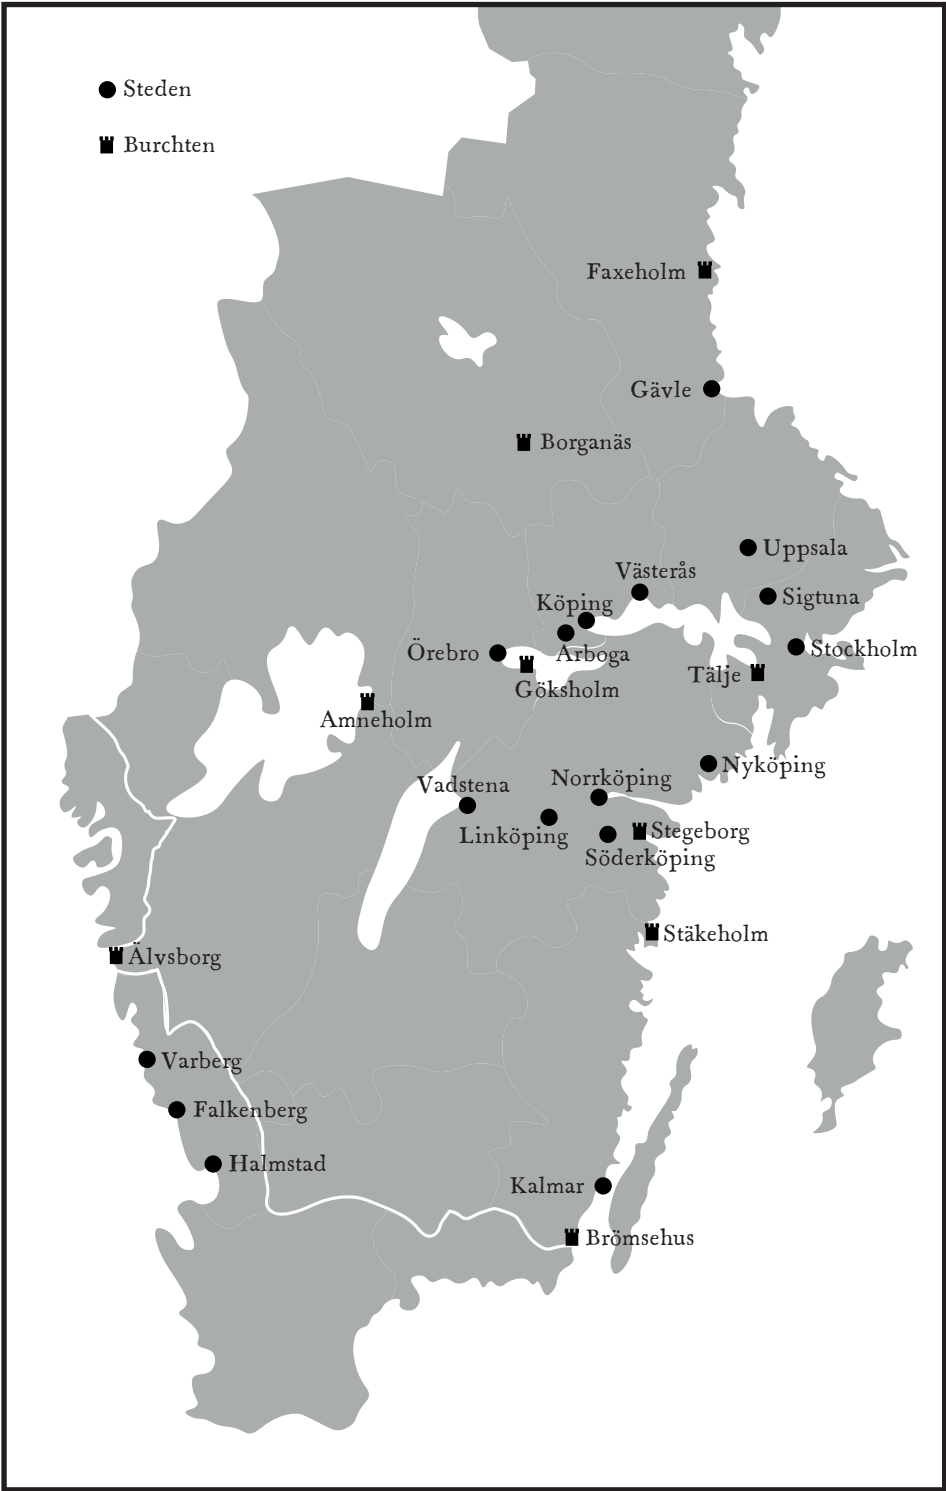 Steden
Burchten
Faxeholm
Gävle
Borganäs
Uppsala
Västerås
Sigtuna
Köping
Stockholm
Örebro
Arboga
Tälje
Göksholm
Amneholm
Nyköping
Norrköping
Vadstena
Stegeborg
Linköping
Söderköping
Stäkeholm
Älvsborg
Varberg
Falkenberg
Halmstad
Kalmar
Brömsehus